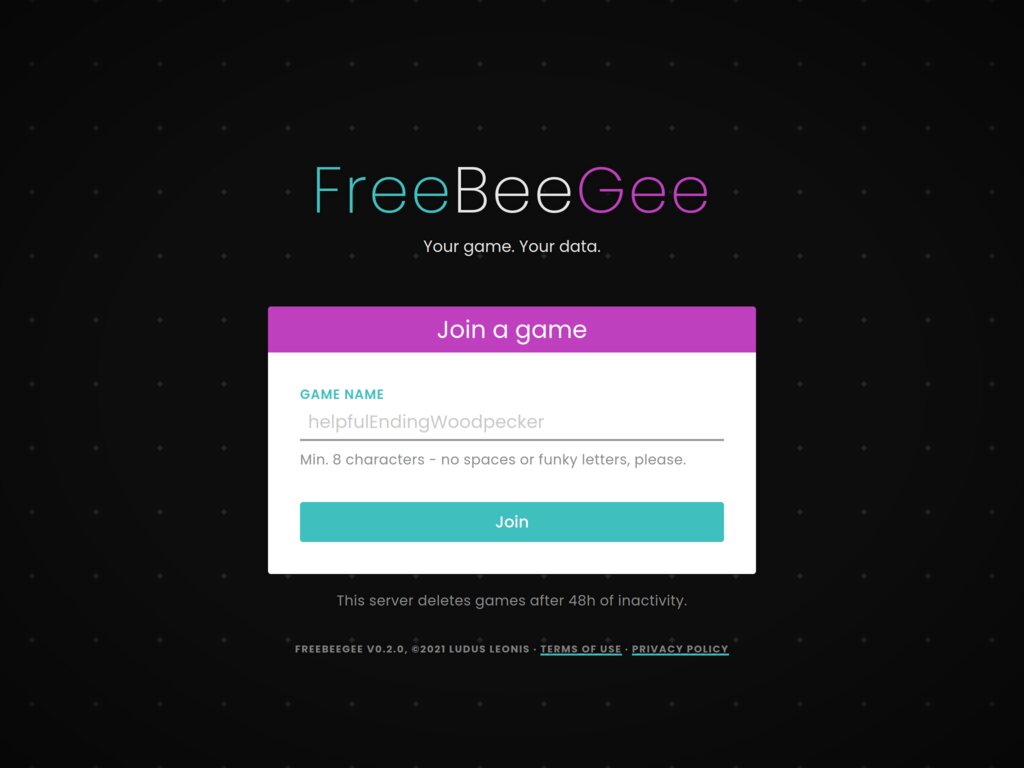 FreeBeeGee
Your game. Your data.
Join a game
GAME NAME
helpfulEndingWoodpecker
Min. 8 characters - no spaces or funky letters, please.
Join
This server deletes games after 48h of inactivity.
FREEBEEGEE V0.2.0, ©2021 LUDUS LEONIS · TERMS OF USE · PRIVACY POLICY